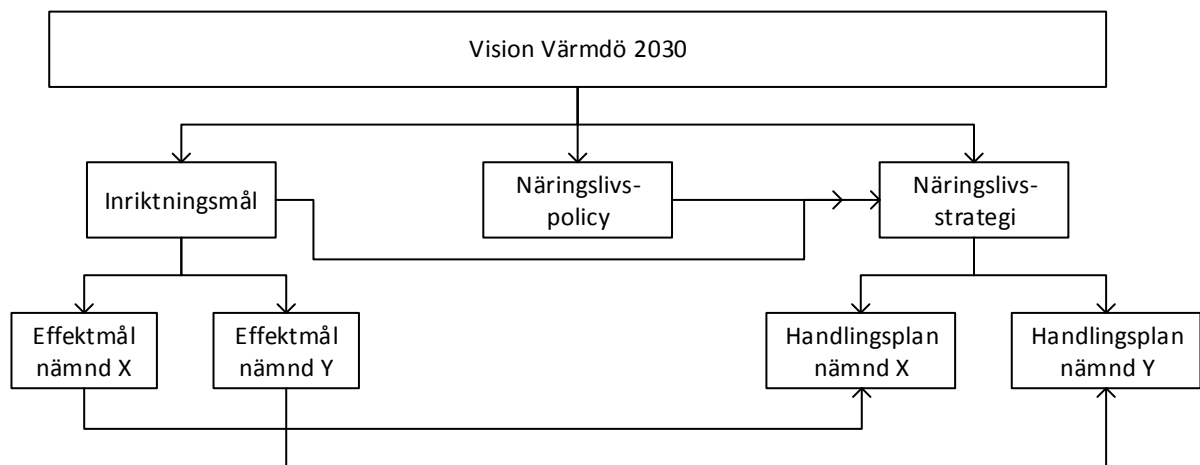 Vision Värmdö 2030
Inriktningsmål
Näringslivs-
policy
Näringslivs-
strategi
Effektmål
nämnd X
Effektmål
nämnd Y
Handlingsplan
nämnd X
Handlingsplan
nämnd Y